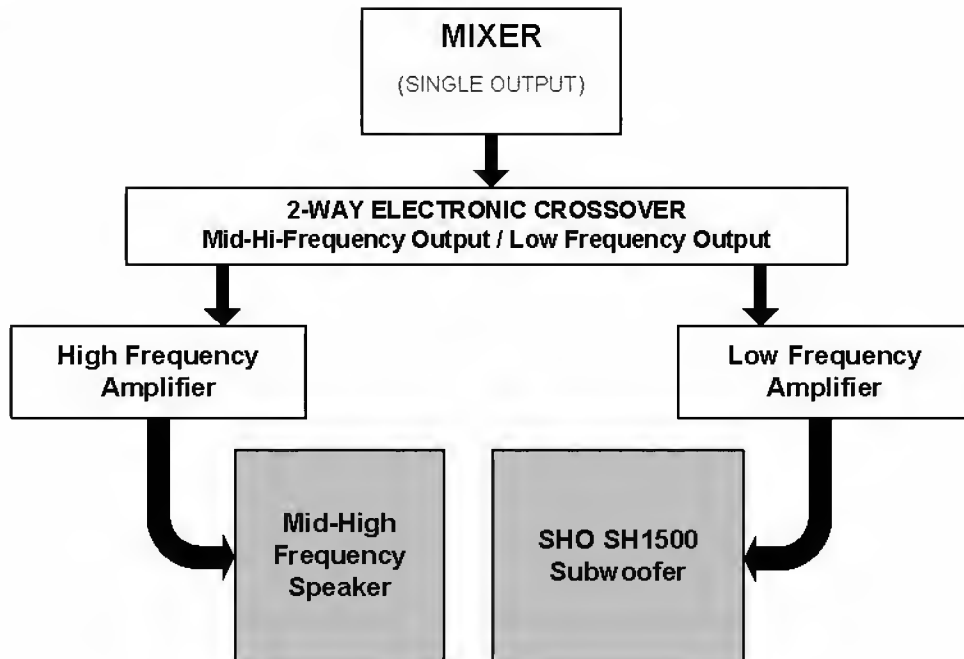 MIXER
(SINGLE OUTPUT)
2-WAY ELECTRONIC CROSSOVER
Mid-Hi-Frequency Output / Low Frequency Output
High Frequency
Amplifier
Low Frequency
Amplifier
Mid-High
Frequency
Speaker
SHO SH1500
Subwoofer